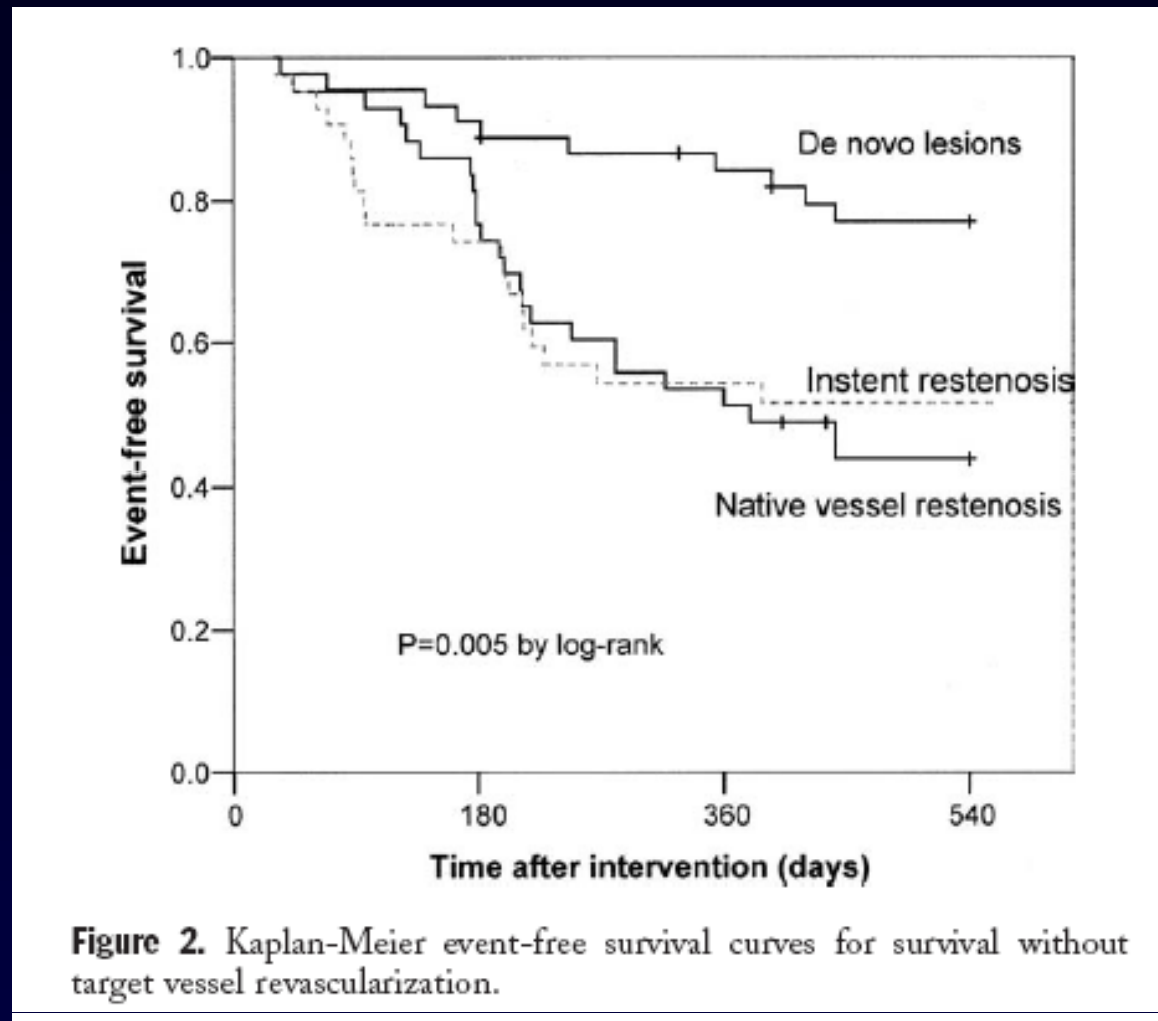 1.0
De novo lesions
0.8
Event-free survival
0.6
Instent restenosis
0.4
Native vessel restenosis
0.2
P=0.005 by log-rank
0.0
0 180 360 540
Time after intervention (days)
Figure 2. Kaplan-Meier event-free survival curves for survival without
target vessel revascularization.